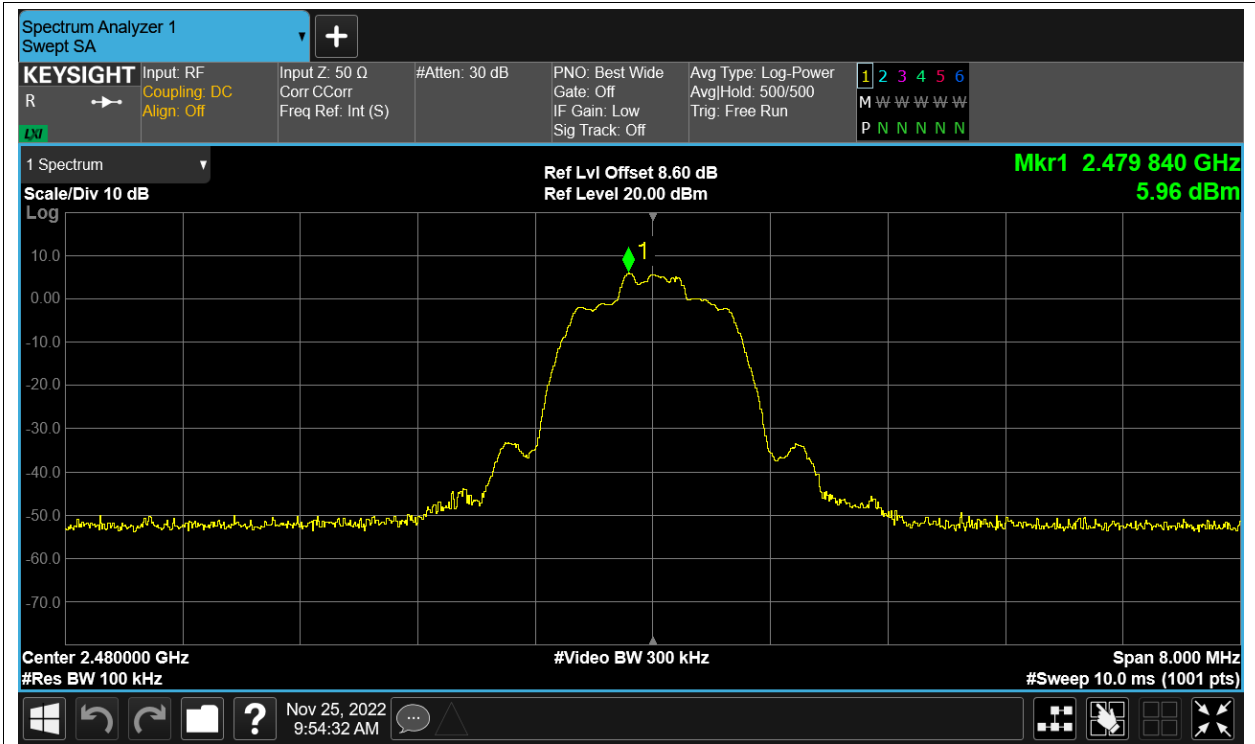 Spectrum Analyzer 1
Swept SA
KEYSIGHT
R
LXI
Input: RF
Coupling: DC
Align: Off
Input Z: 50 Ω
Corr CCorr
Freq Ref: Int (S)
#Atten: 30 dB
PNO: Best Wide
Gate: Off
IF Gain: Low
Sig Track: Off
Avg Type: Log-Power
Avg|Hold: 500/500
Trig: Free Run
1 2 3 4 5 6
M W W W W W
P N N N N N
1 Spectrum
Scale/Div 10 dB
Log
Ref Lvl Offset 8.60 dB
Ref Level 20.00 dBm
Mkr1 2.479 840 GHz
5.96 dBm
1
10.0
0.00
-10.0
-20.0
-30.0
-40.0
-50.0
-60.0
-70.0
Center 2.480000 GHz
#Res BW 100 kHz
#Video BW 300 kHz
Span 8.000 MHz
#Sweep 10.0 ms (1001 pts)
?
Nov 25, 2022
9:54:32 AM